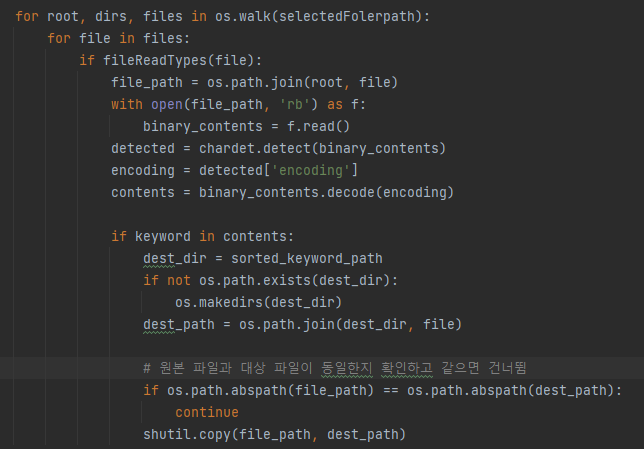 for root, dirs, files in os.walk(selectedFolerpath):
    for file in files:
        if fileReadTypes(file):
            file_path = os.path.join(root, file)
            with open(file_path, 'rb') as f:
                binary_contents = f.read()
            detected = chardet.detect(binary_contents)
            encoding = detected['encoding']
            contents = binary_contents.decode(encoding)

            if keyword in contents:
                dest_dir = sorted_keyword_path
                if not os.path.exists(dest_dir):
                    os.makedirs(dest_dir)
                dest_path = os.path.join(dest_dir, file)

                # 원본 파일과 대상 파일이 동일한지 확인하고 같으면 건너뜀
                if os.path.abspath(file_path) == os.path.abspath(dest_path):
                    continue
                shutil.copy(file_path, dest_path)